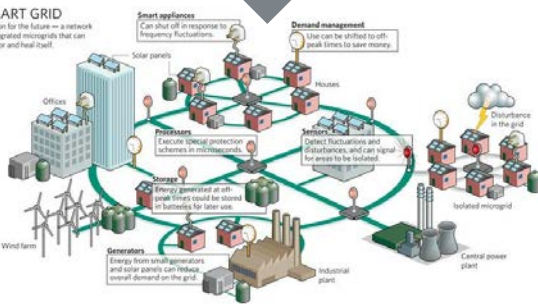 ART GRID
on for the future — a network
egrated microgrids that can
or and heal itself.
Smart appliances
Can shut off in response to
frequency fluctuations.
Demand management
Use can be shifted to off-
peak times to save money.
Solar panels
Houses
Offices
Processors
Execute special protection
schemes in microseconds.
Sensors
Detect fluctuations and
disturbances, and can signal
for areas to be isolated.
Disturbance
in the grid
Storage
Energy generated at off-
peak times could be stored
in batteries for later use.
Isolated microgrid
Wind farm
Generators
Energy from small generators
and solar panels can reduce
overall demand on the grid.
Industrial
plant
Central power
plant